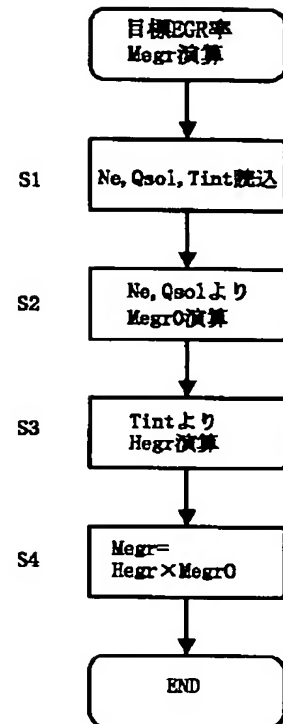 目標EGR率
Megr演算
S1
Ne,Qsol,Tint読込
S2
Ne,Qsolより
Megr0演算
S3
Tintより
Hegr演算
S4
Megr=
Hegr×Megr0
END